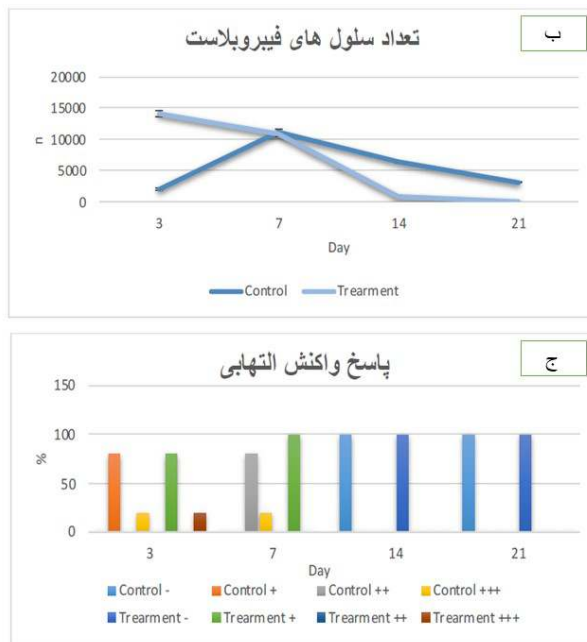 ب
تعداد سلول های فیبروبلاست
20000
15000
10000
5000
0
n
3 7 14 21
Day
Control Trearment
ج
پاسخ واکنش التهابی
150
100
50
0
%
3 7 14 21
Day
Control - Control + Control ++ Control +++
Trearment - Trearment + Trearment ++ Trearment +++